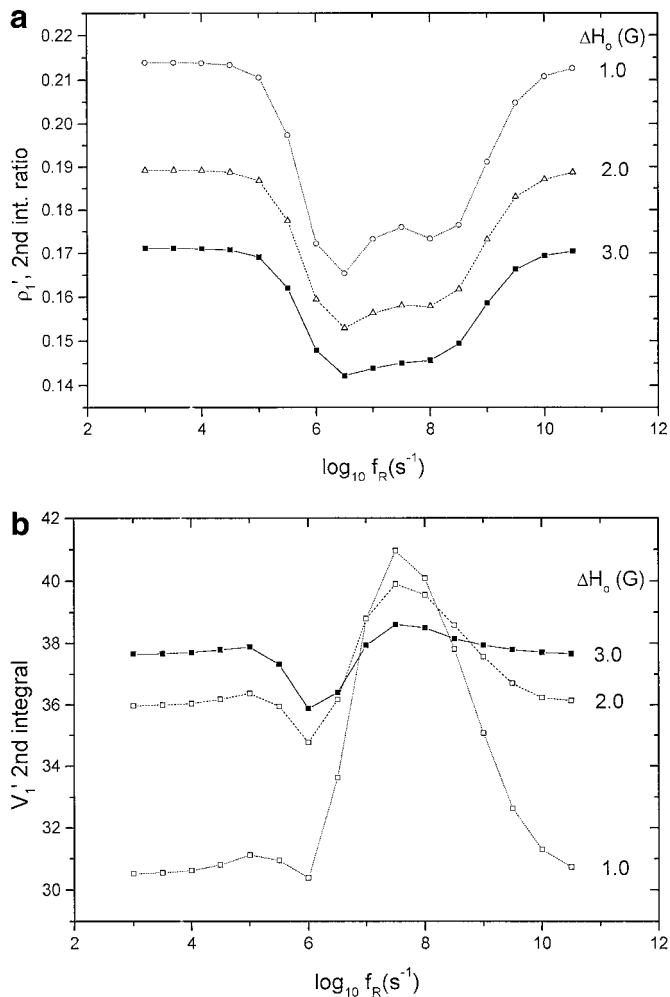 a
0.22
0.21
0.20
0.19
0.18
0.17
0.16
0.15
0.14
ρ₁', 2nd int. ratio
ΔHₒ (G)
1.0
2.0
3.0
2 4 6 8 10 12
log₁₀ f_R(s⁻¹)
b
42
40
38
36
34
32
30
V₁' 2nd integral
ΔHₒ (G)
3.0
2.0
1.0
2 4 6 8 10 12
log₁₀ f_R(s⁻¹)